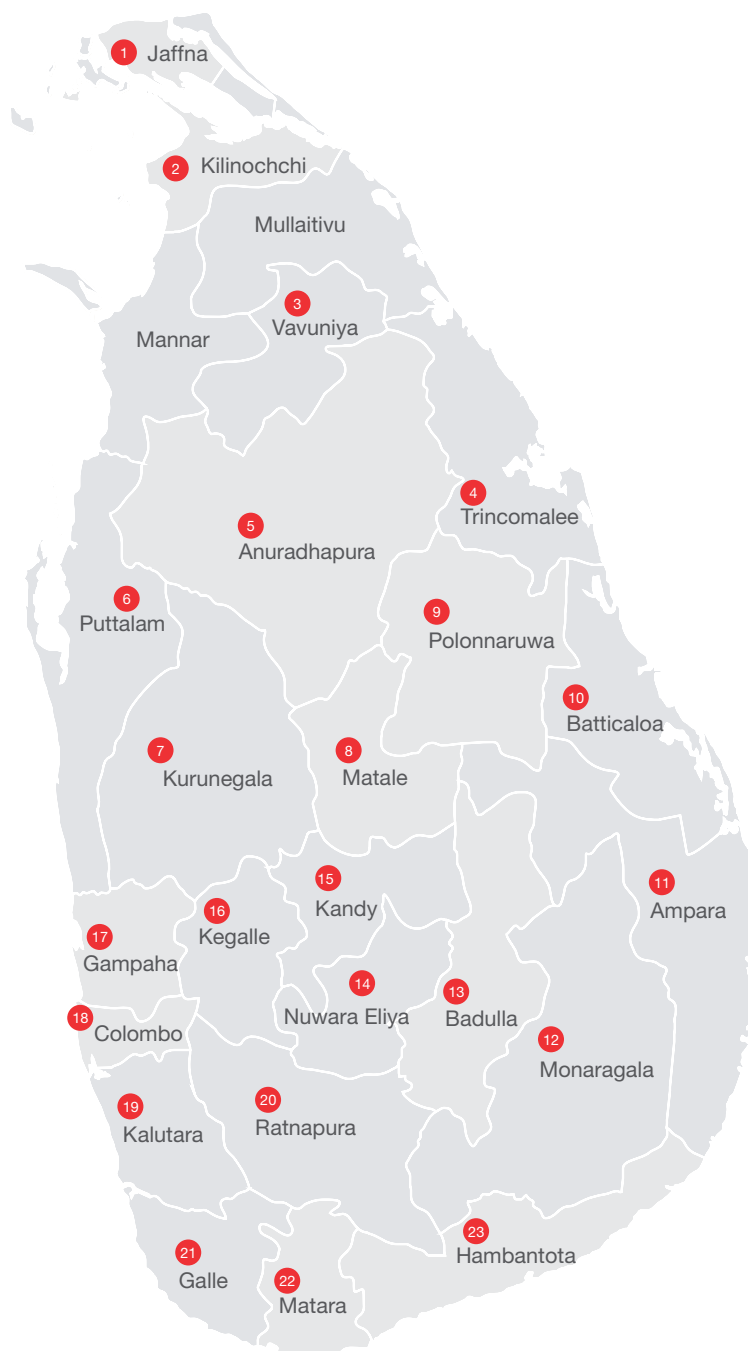 1 Jaffna
2 Kilinochchi
Mullaitivu
3
Vavuniya
Mannar
4
Trincomalee
5
Anuradhapura
6
Puttalam
9
Polonnaruwa
10
Batticaloa
7
Kurunegala
8
Matale
15
Kandy
11
Ampara
16
Kegalle
17
Gampaha
14
Nuwara Eliya
13
Badulla
18
Colombo
12
Monaragala
19
Kalutara
20
Ratnapura
23
Hambantota
21
Galle
22
Matara